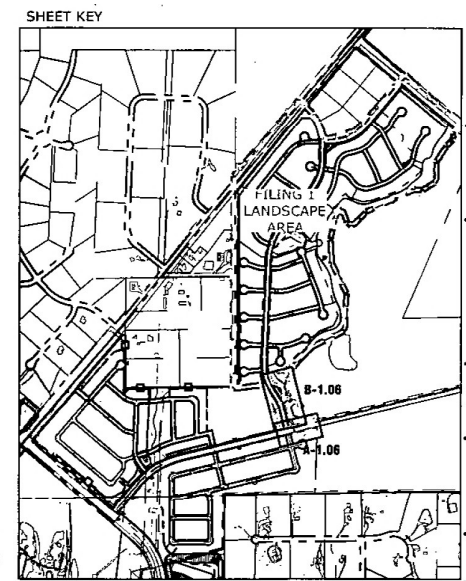 SHEET KEY
FILING 1
LANDSCAPE
AREA
B-1.06
A-1.06